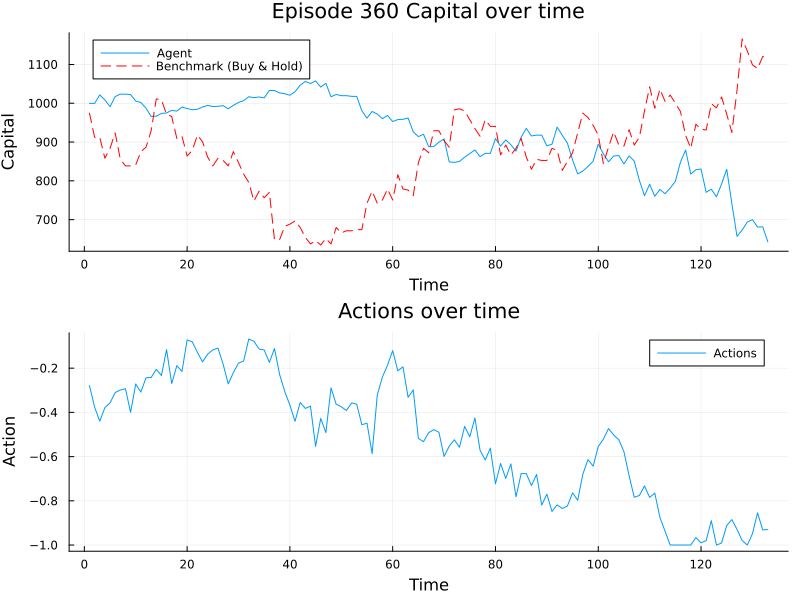 Episode 360 Capital over time
Agent
Benchmark (Buy & Hold)
Capital
1100
1000
900
800
700
0 20 40 60 80 100 120
Time
Actions over time
Actions
Action
−0.2
−0.4
−0.6
−0.8
−1.0
0 20 40 60 80 100 120
Time